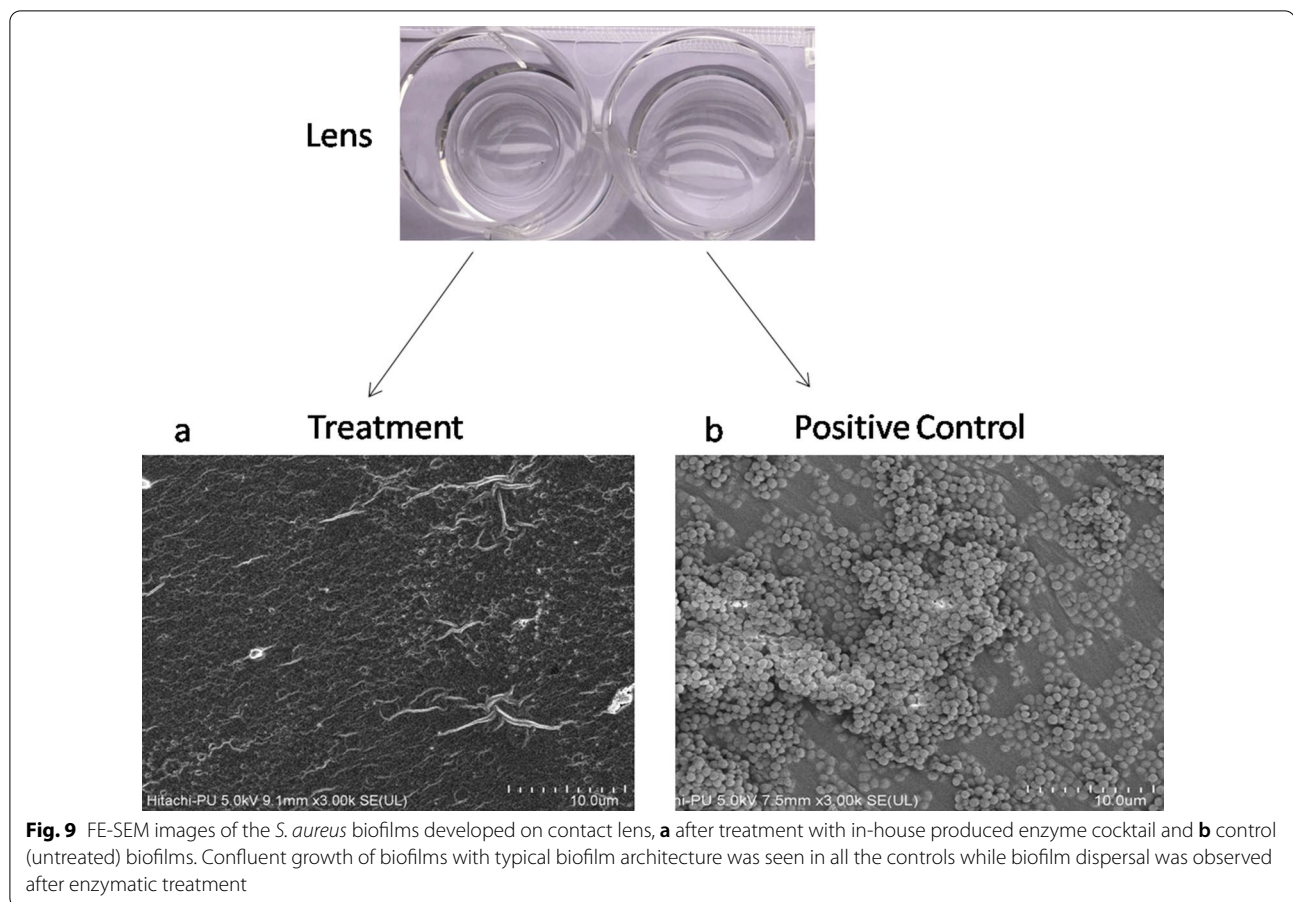 Lens
a Treatment
b Positive Control
Hitachi-PU 5.0kV 9.1mm x3.00k SE(UL) 10.0um
hi-PU 5.0kV 7.5mm x3.00k SE(UL) 10.0um
Fig. 9 FE-SEM images of the S. aureus biofilms developed on contact lens, a after treatment with in-house produced enzyme cocktail and b control
(untreated) biofilms. Confluent growth of biofilms with typical biofilm architecture was seen in all the controls while biofilm dispersal was observed
after enzymatic treatment